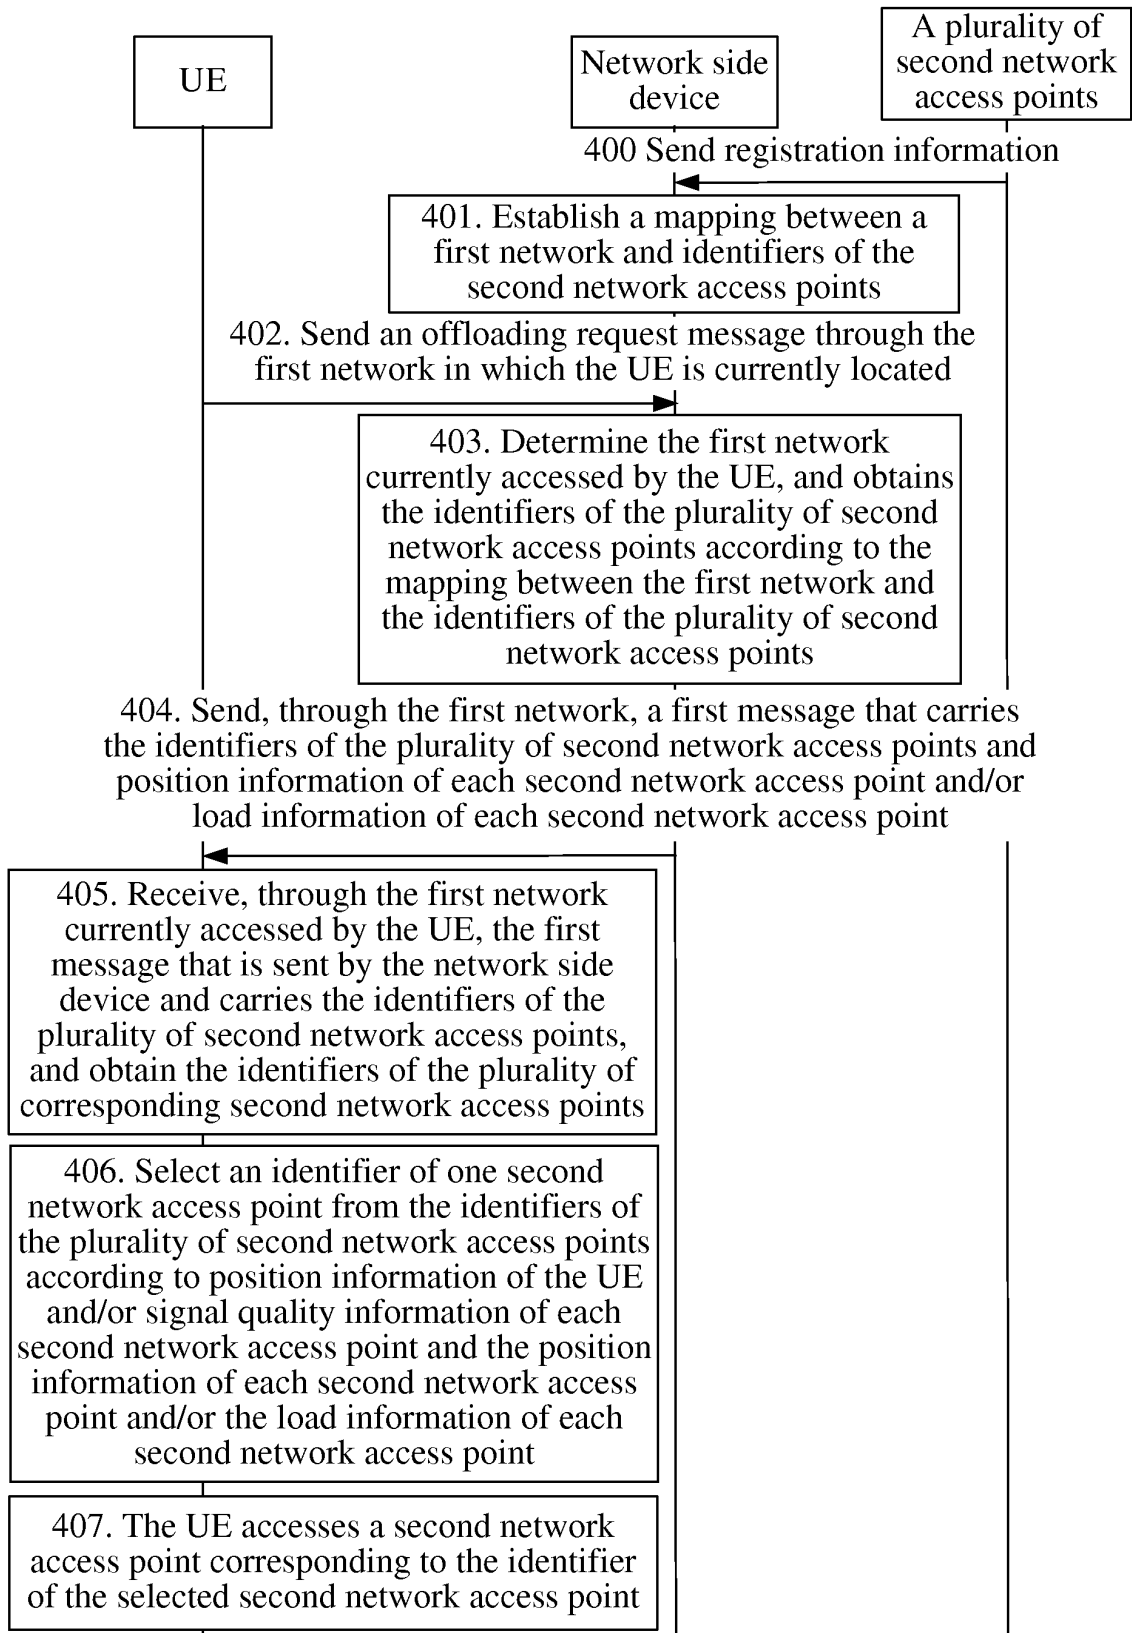 UE
Network side
device
A plurality of
second network
access points
400 Send registration information
401. Establish a mapping between a
first network and identifiers of the
second network access points
402. Send an offloading request message through the
first network in which the UE is currently located
403. Determine the first network
currently accessed by the UE, and obtains
the identifiers of the plurality of second
network access points according to the
mapping between the first network and
the identifiers of the plurality of second
network access points
404. Send, through the first network, a first message that carries
the identifiers of the plurality of second network access points and
position information of each second network access point and/or
load information of each second network access point
405. Receive, through the first network
currently accessed by the UE, the first
message that is sent by the network side
device and carries the identifiers of the
plurality of second network access points,
and obtain the identifiers of the plurality of
corresponding second network access points
406. Select an identifier of one second
network access point from the identifiers of
the plurality of second network access points
according to position information of the UE
and/or signal quality information of each
second network access point and the position
information of each second network access
point and/or the load information of each
second network access point
407. The UE accesses a second network
access point corresponding to the identifier
of the selected second network access point